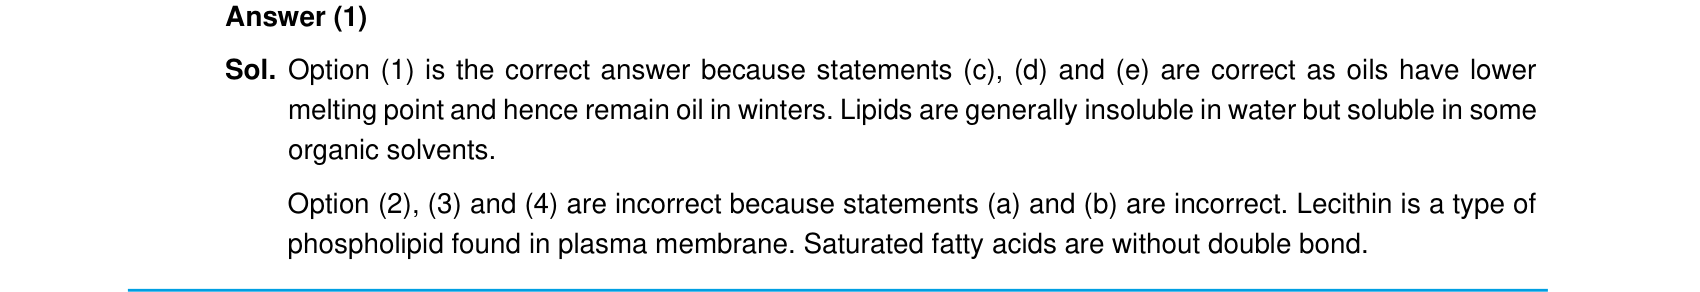 Answer (1)
Sol. Option (1) is the correct answer because statements (c), (d) and (e) are correct as oils have lower
melting point and hence remain oil in winters. Lipids are generally insoluble in water but soluble in some
organic solvents.
Option (2), (3) and (4) are incorrect because statements (a) and (b) are incorrect. Lecithin is a type of
phospholipid found in plasma membrane. Saturated fatty acids are without double bond.